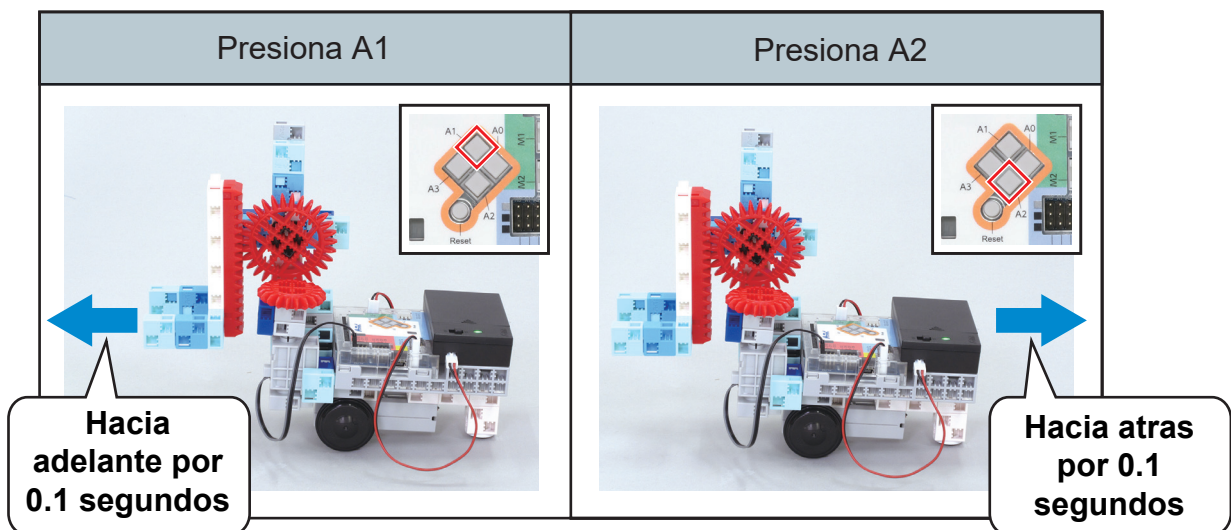 Presiona A1
Presiona A2
A1
A0
M1
M2
A3
A2
Reset
A1
A0
M1
M2
A3
A2
Reset
Hacia
adelante por
0.1 segundos
Hacia atras
por 0.1
segundos